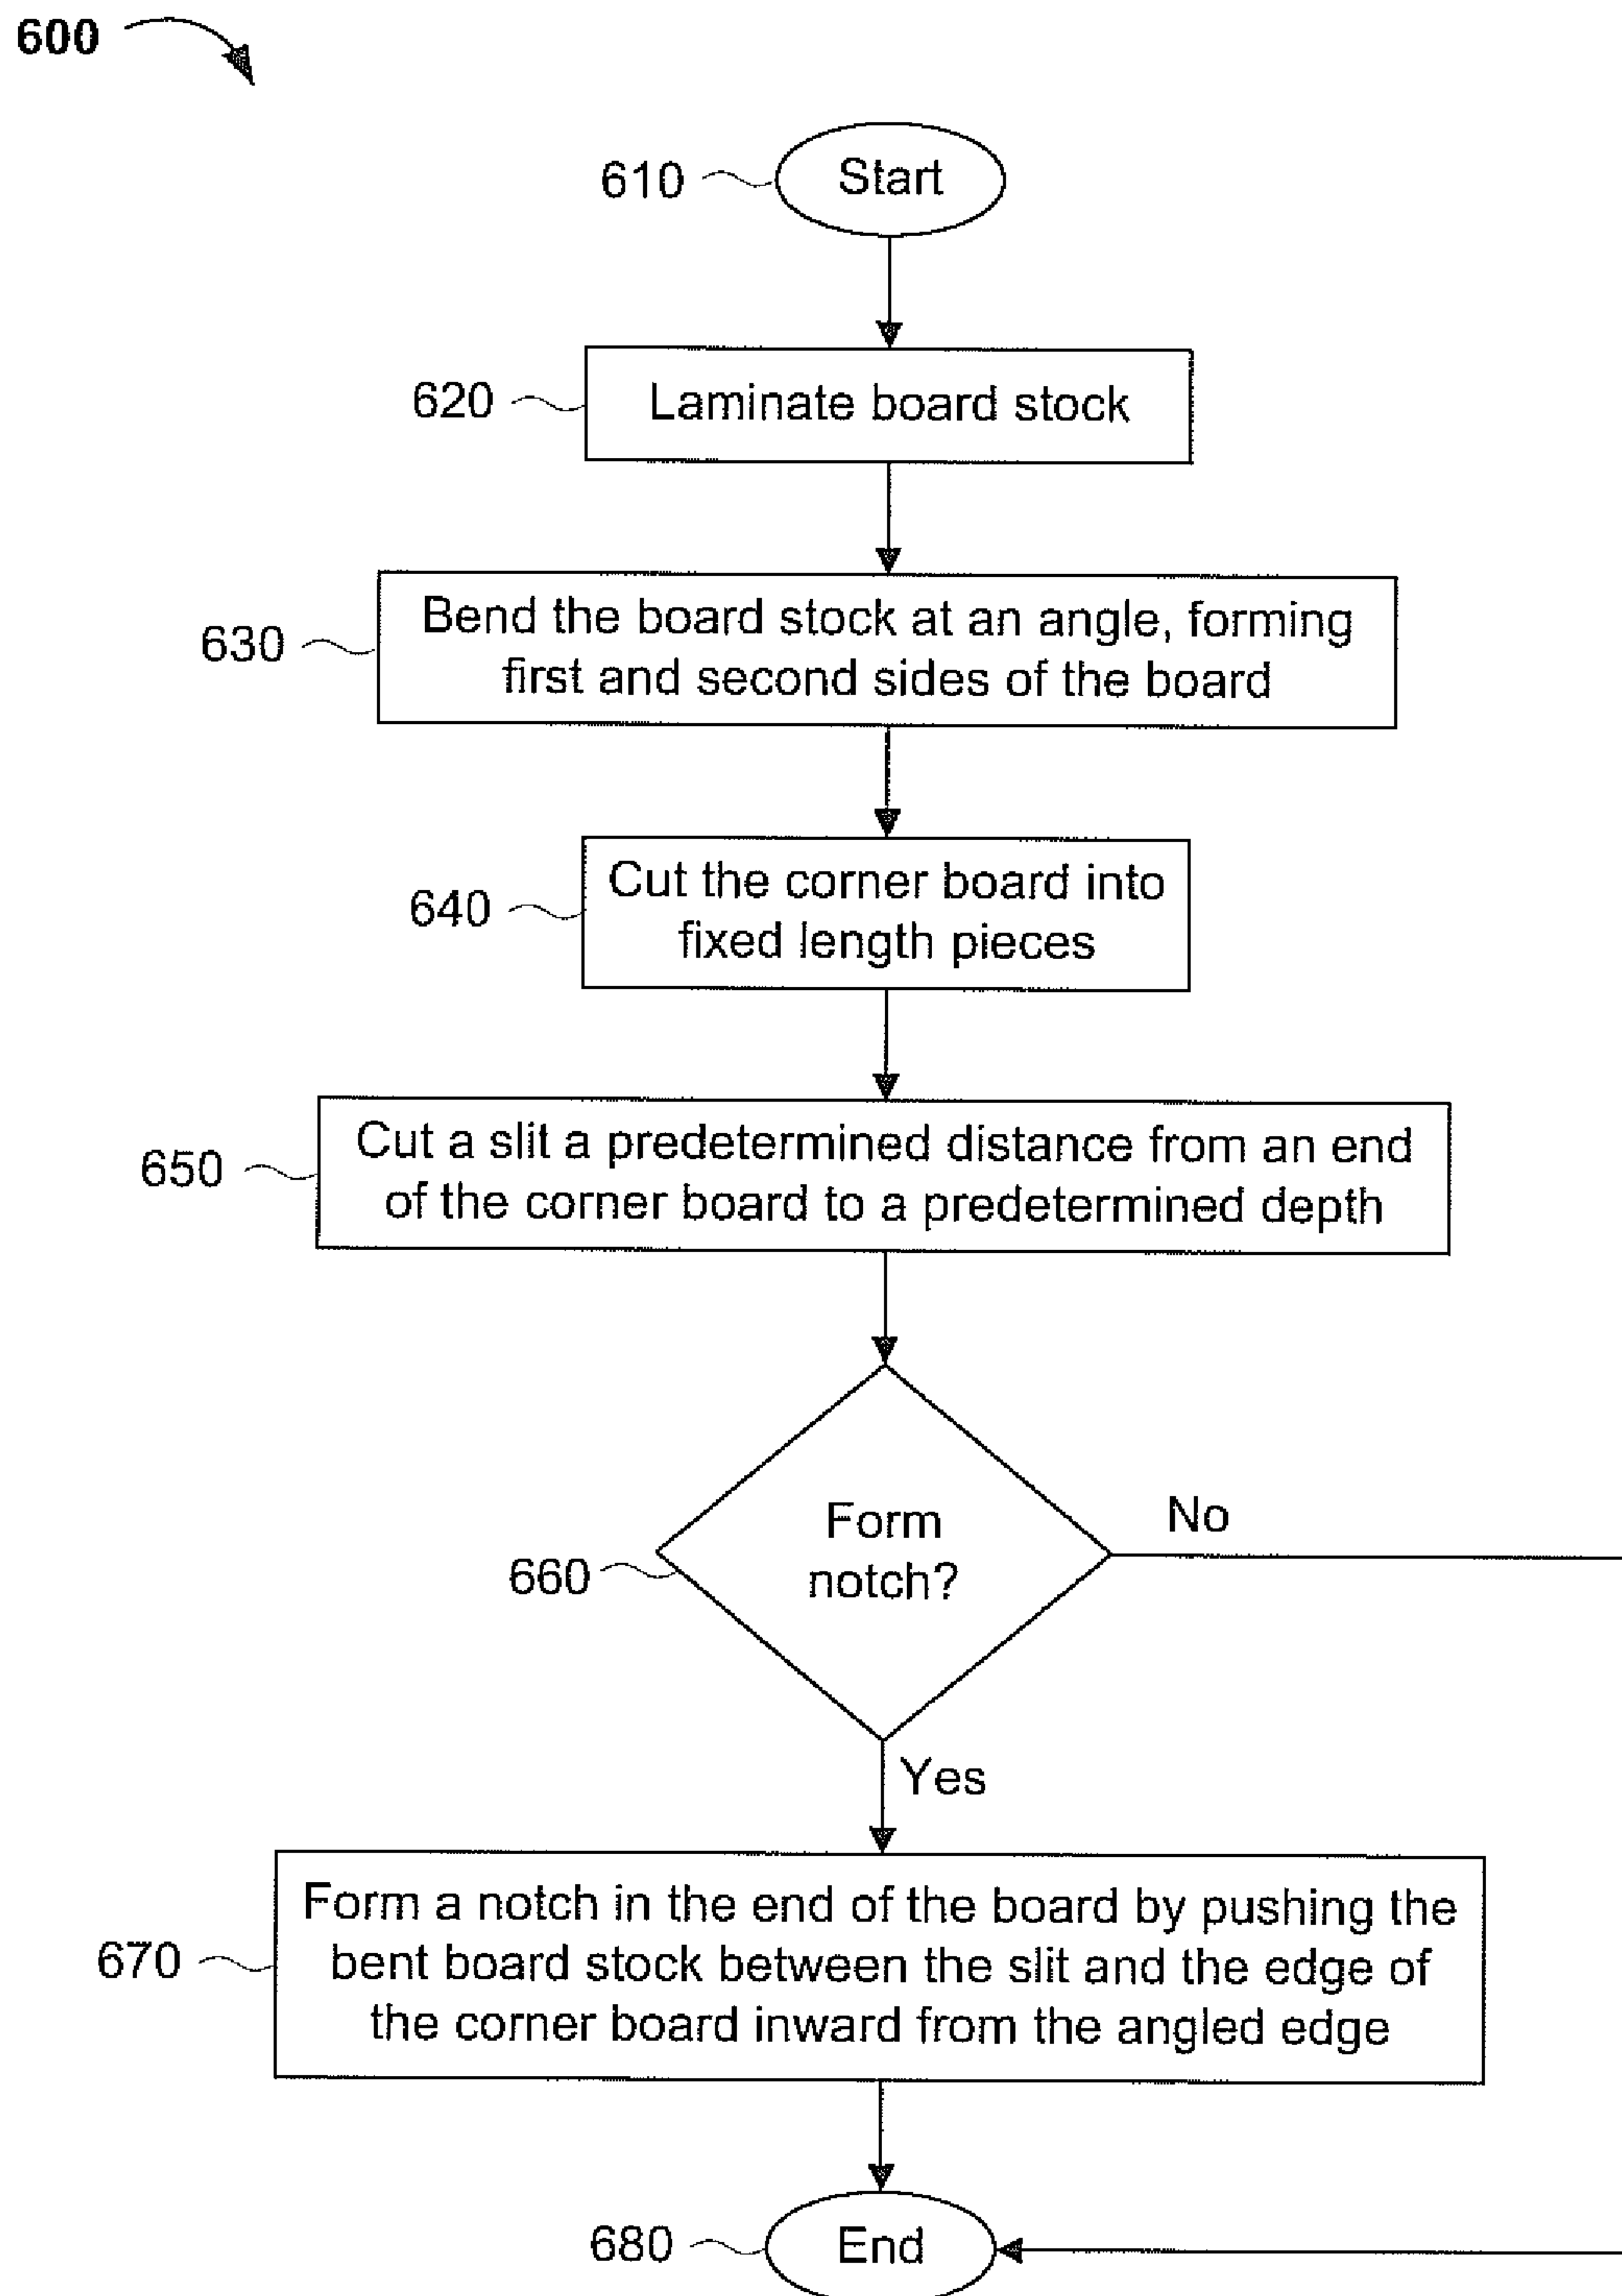 600
610
Start
620
Laminate board stock
630
Bend the board stock at an angle, forming
first and second sides of the board
640
Cut the corner board into
fixed length pieces
650
Cut a slit a predetermined distance from an end
of the corner board to a predetermined depth
660
Form
notch?
No
Yes
670
Form a notch in the end of the board by pushing the
bent board stock between the slit and the edge of
the corner board inward from the angled edge
680
End